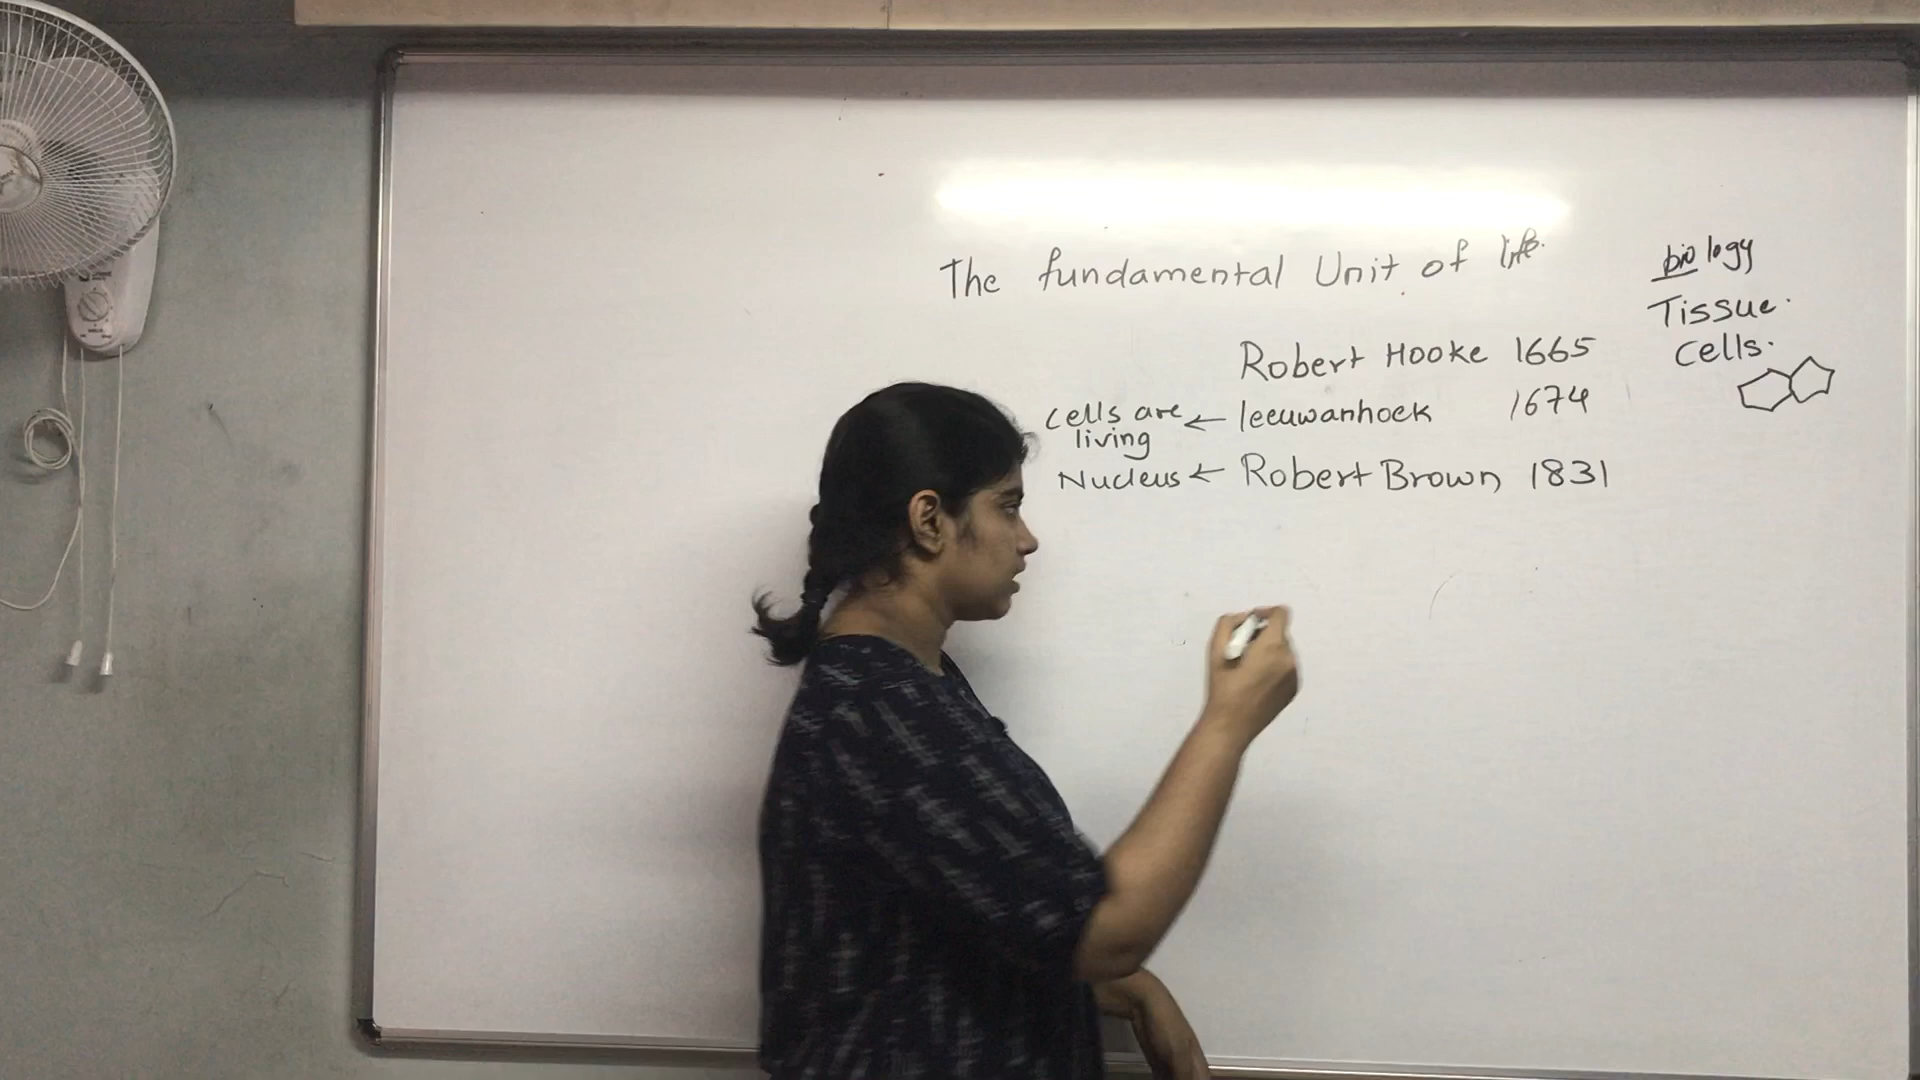 The fundamental Unit of life.
Robert Hooke 1665
cells are living ← leeuwanhoek 1674
Nucleus ← Robert Brown 1831
biology
Tissue.
cells.